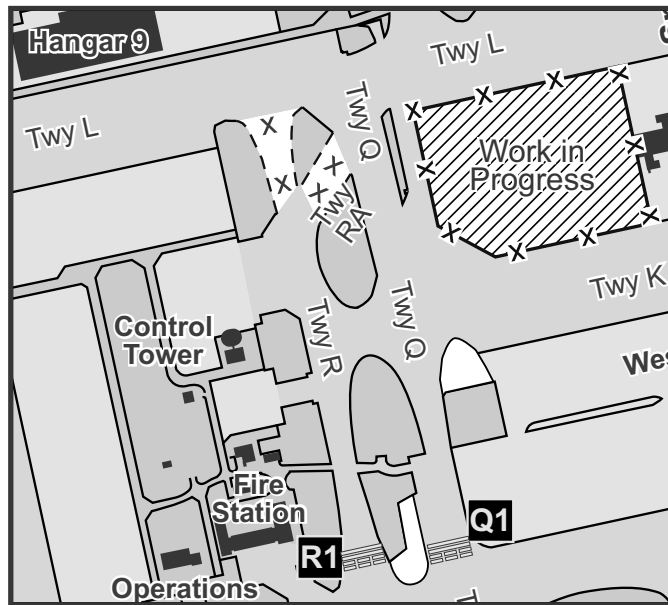 Hangar 9
Twy L
Twy L
Twy Q
Work in
Progress
Twy
RA
Twy K
Twy Q
Twy R
Control
Tower
Fire
Station
Q1
R1
Operations